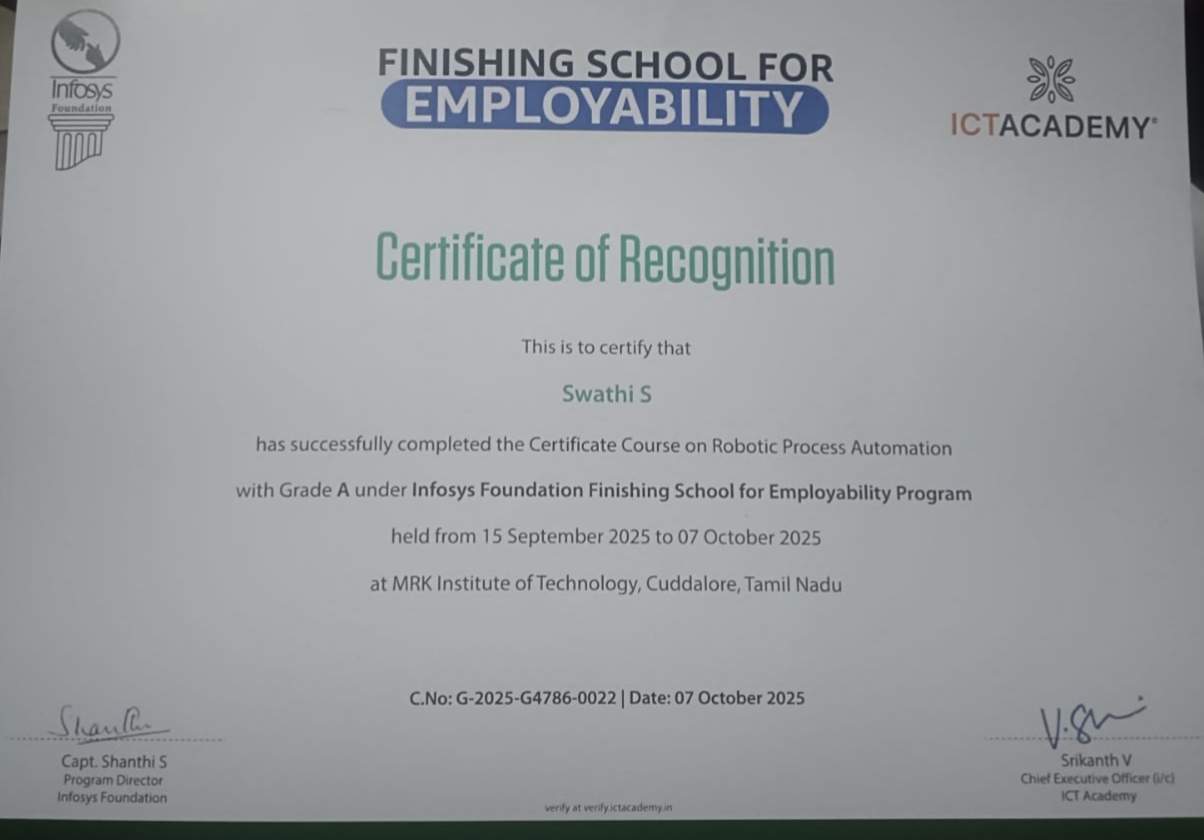 Infosys
Foundation
FINISHING SCHOOL FOR
EMPLOYABILITY
ICTACADEMY®
Certificate of Recognition
This is to certify that
Swathi S
has successfully completed the Certificate Course on Robotic Process Automation
with Grade A under Infosys Foundation Finishing School for Employability Program
held from 15 September 2025 to 07 October 2025
at MRK Institute of Technology, Cuddalore, Tamil Nadu
C.No: G-2025-G4786-0022 | Date: 07 October 2025
Shanthi
Capt. Shanthi S
Program Director
Infosys Foundation
V.S
Srikanth V
Chief Executive Officer (i/c)
ICT Academy
verify at verify.ictacademy.in